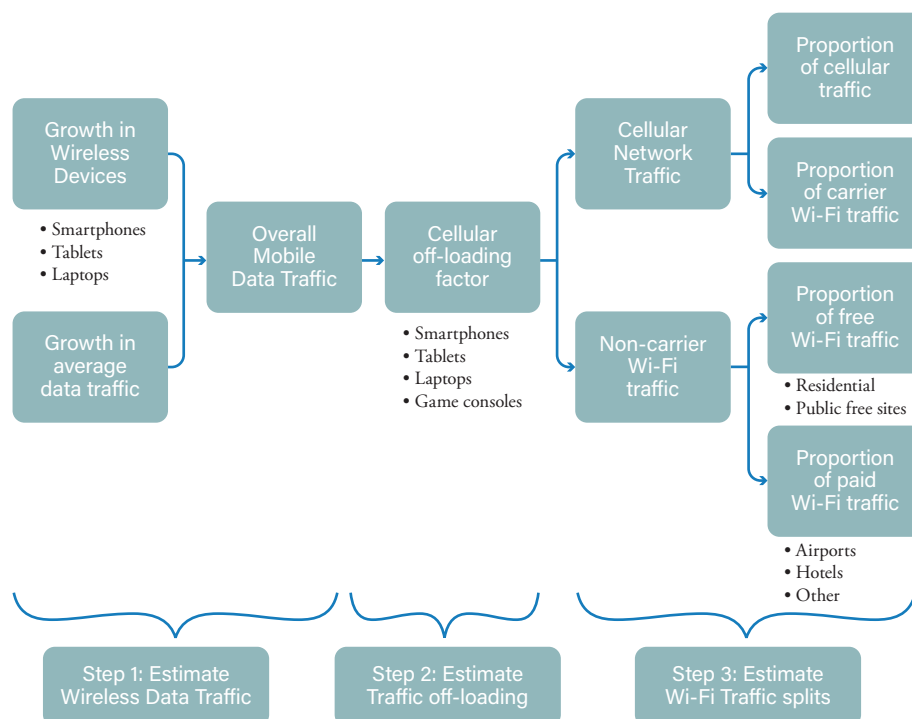 Growth in
Wireless
Devices
• Smartphones
• Tablets
• Laptops
Growth in
average
data traffic
Overall
Mobile
Data Traffic
Cellular
off-loading
factor
• Smartphones
• Tablets
• Laptops
• Game consoles
Cellular
Network
Traffic
Non-carrier
Wi-Fi
traffic
Proportion
of cellular
traffic
Proportion
of carrier
Wi-Fi traffic
Proportion
of free
Wi-Fi traffic
• Residential
• Public free sites
Proportion
of paid
Wi-Fi traffic
• Airports
• Hotels
• Other
Step 1: Estimate
Wireless Data Traffic
Step 2: Estimate
Traffic off-loading
Step 3: Estimate
Wi-Fi Traffic splits